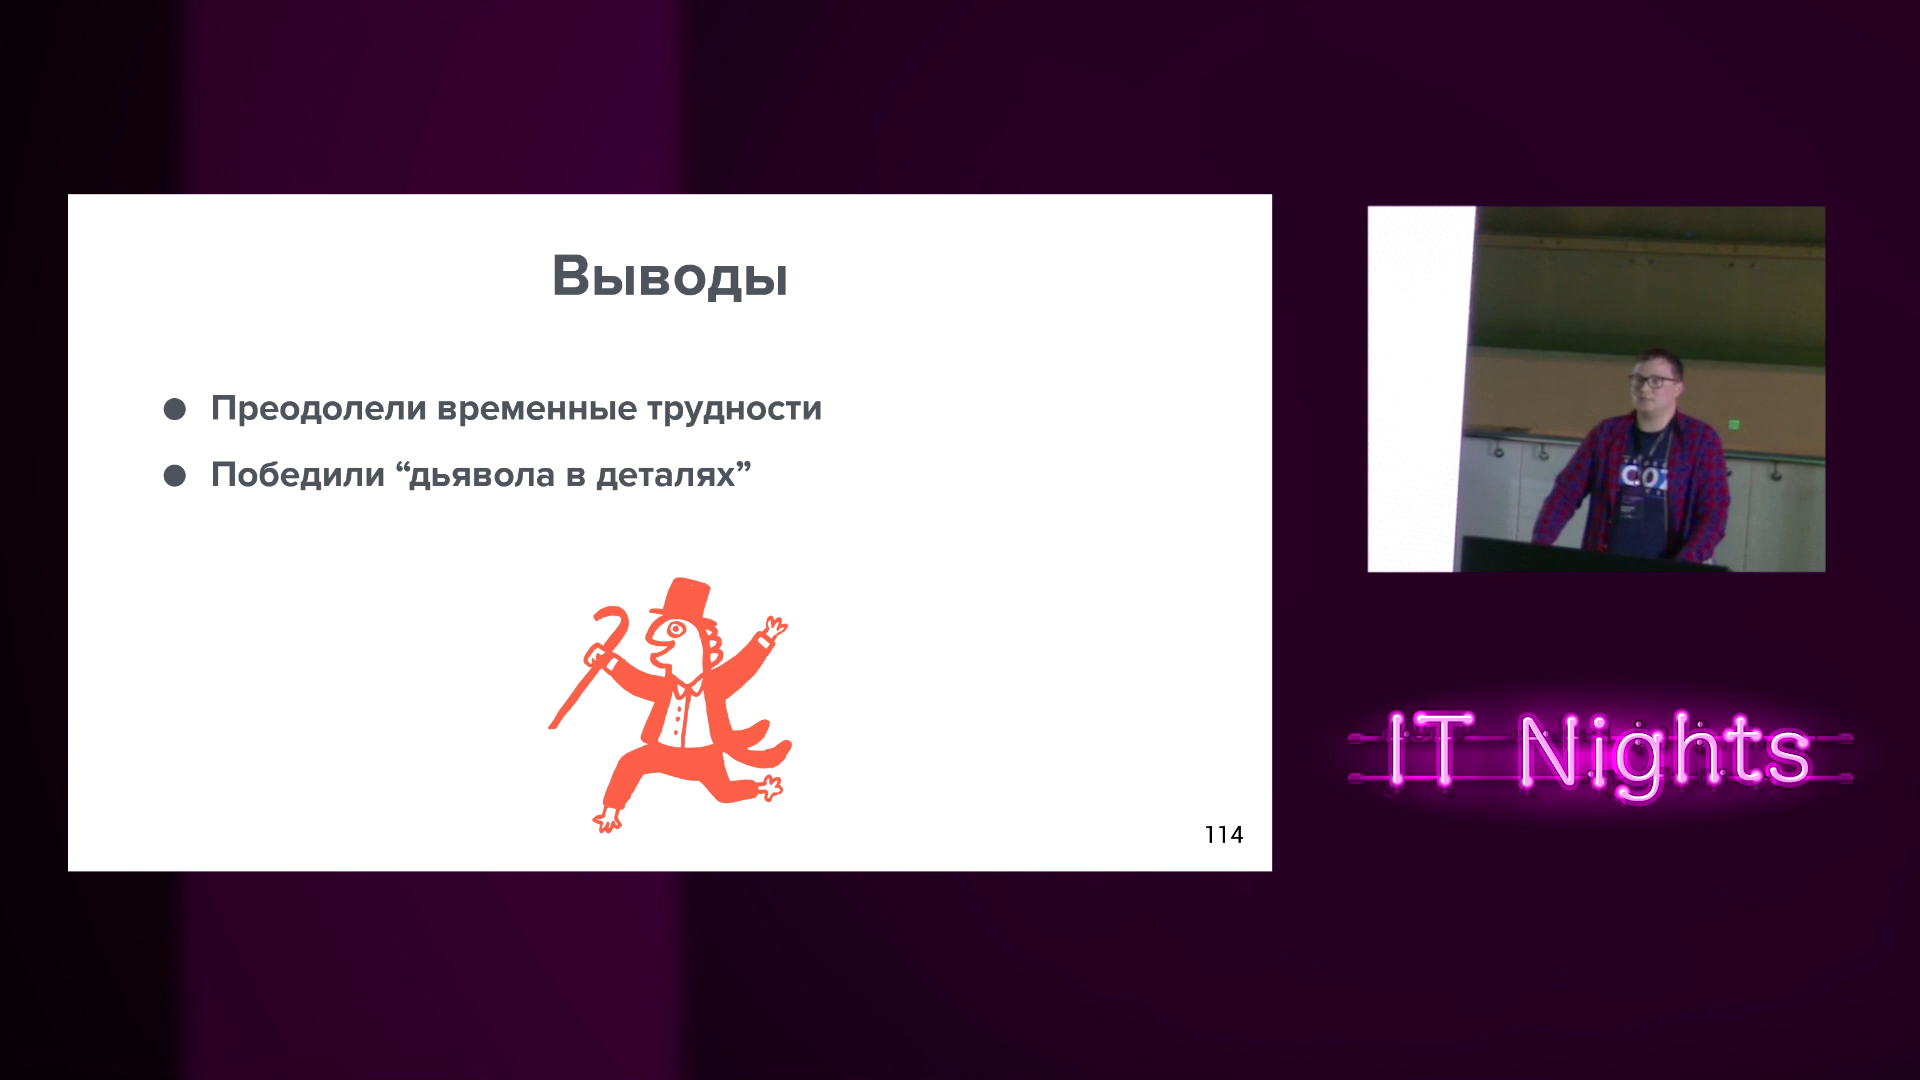 Выводы
● Преодолели временные трудности
● Победили “дьявола в деталях”
114
IT Nights